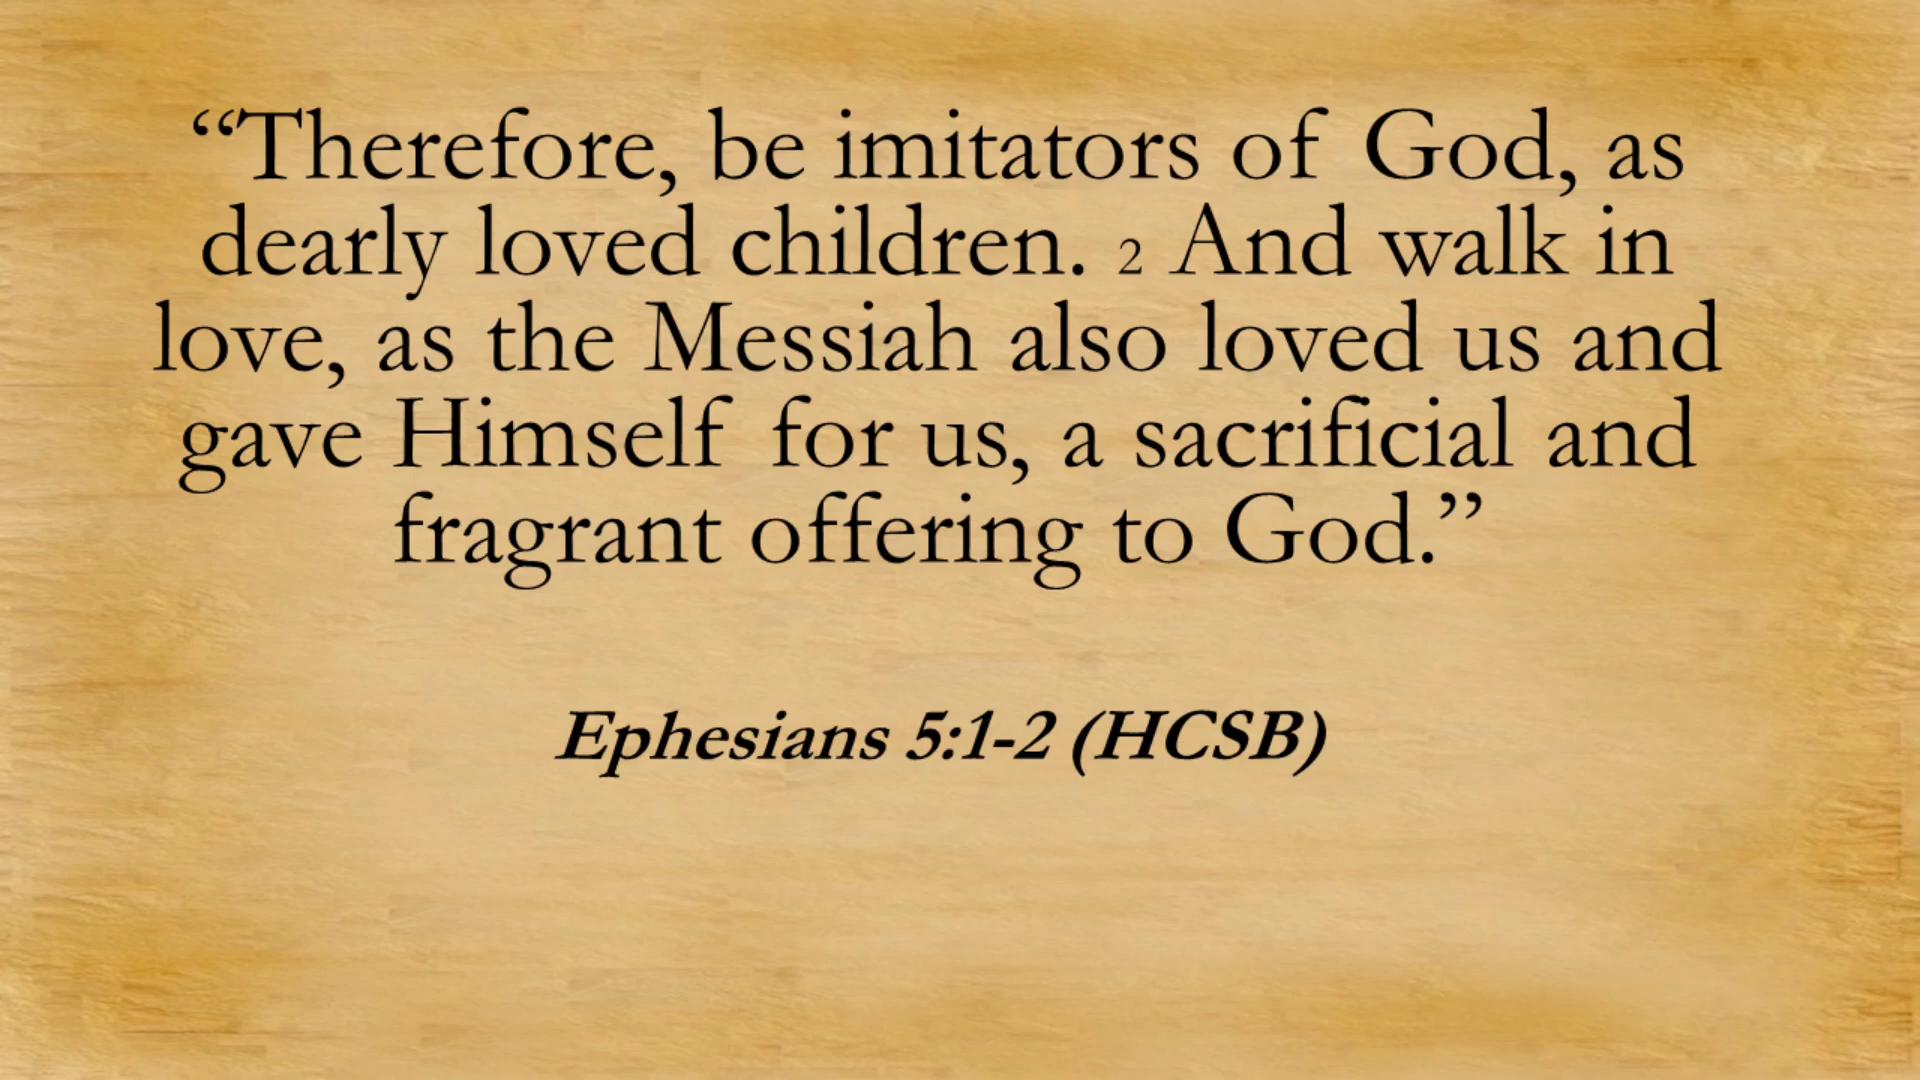 “Therefore, be imitators of God, as
dearly loved children. 2 And walk in
love, as the Messiah also loved us and
gave Himself for us, a sacrificial and
fragrant offering to God.”
Ephesians 5:1-2 (HCSB)